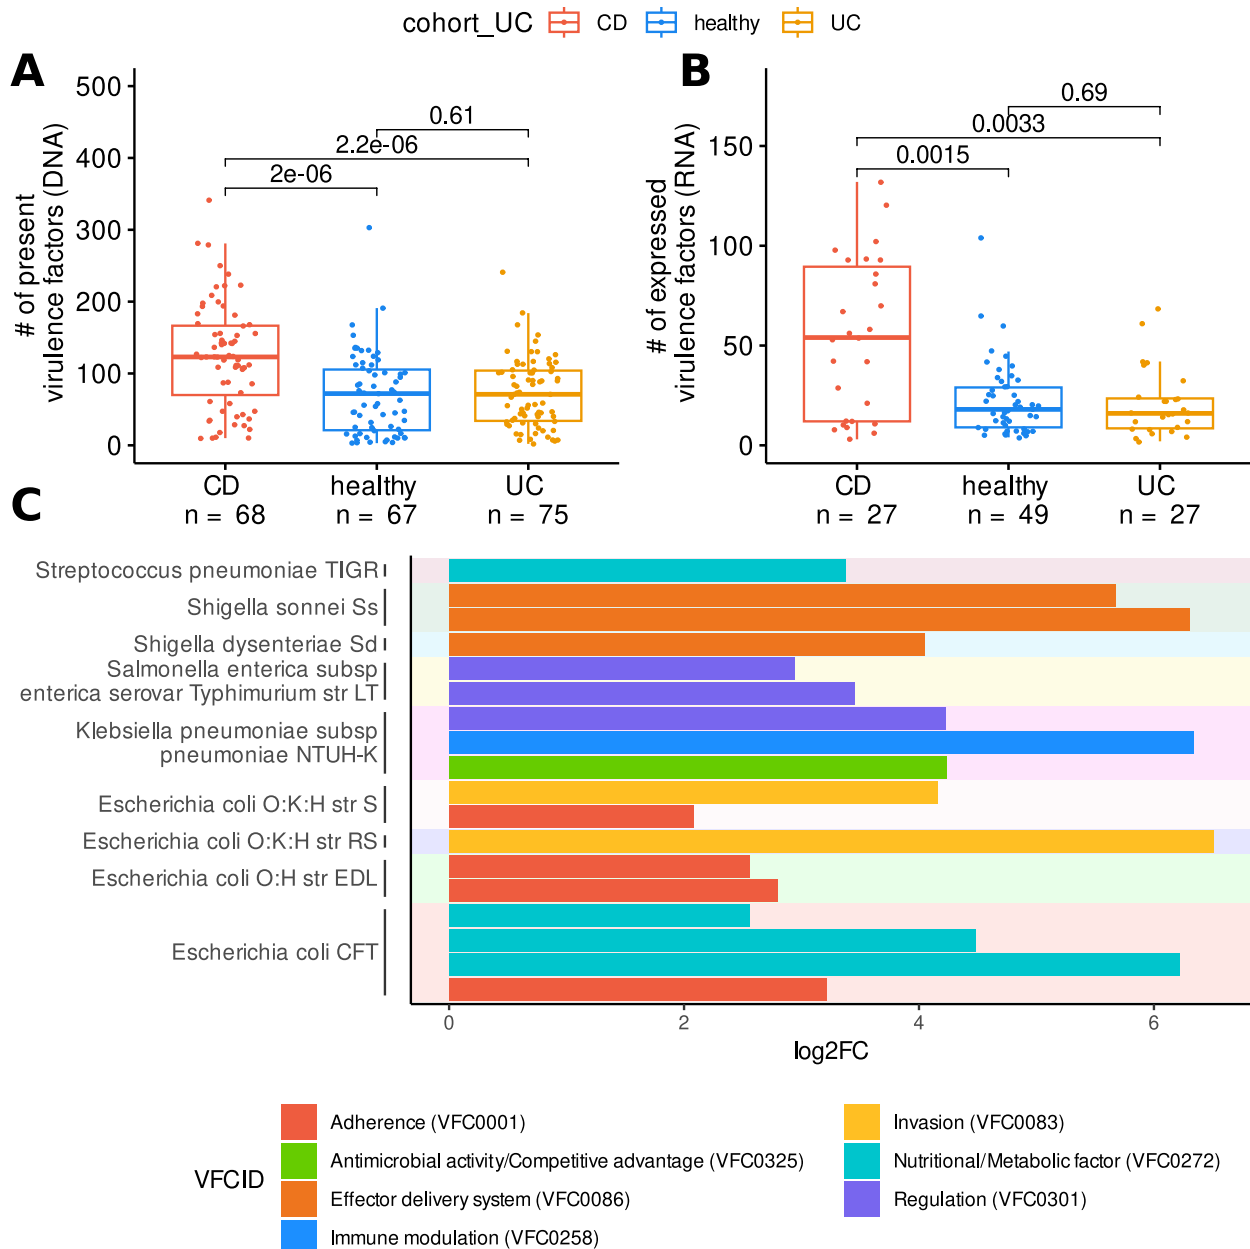 cohort_UC CD healthy UC
A
# of present
virulence factors (DNA)
500
400
300
200
100
0
0.61
2.2e-06
2e-06
CD healthy UC
n = 68 n = 67 n = 75
B
# of expressed
virulence factors (RNA)
150
100
50
0
0.69
0.0033
0.0015
CD healthy UC
n = 27 n = 49 n = 27
C
Streptococcus pneumoniae TIGR
Shigella sonnei Ss
Shigella dysenteriae Sd
Salmonella enterica subsp
enterica serovar Typhimurium str LT
Klebsiella pneumoniae subsp
pneumoniae NTUH-K
Escherichia coli O:K:H str S
Escherichia coli O:K:H str RS
Escherichia coli O:H str EDL
Escherichia coli CFT
0 2 4 6
log2FC
VFCID
Adherence (VFC0001)
Antimicrobial activity/Competitive advantage (VFC0325)
Effector delivery system (VFC0086)
Immune modulation (VFC0258)
Invasion (VFC0083)
Nutritional/Metabolic factor (VFC0272)
Regulation (VFC0301)